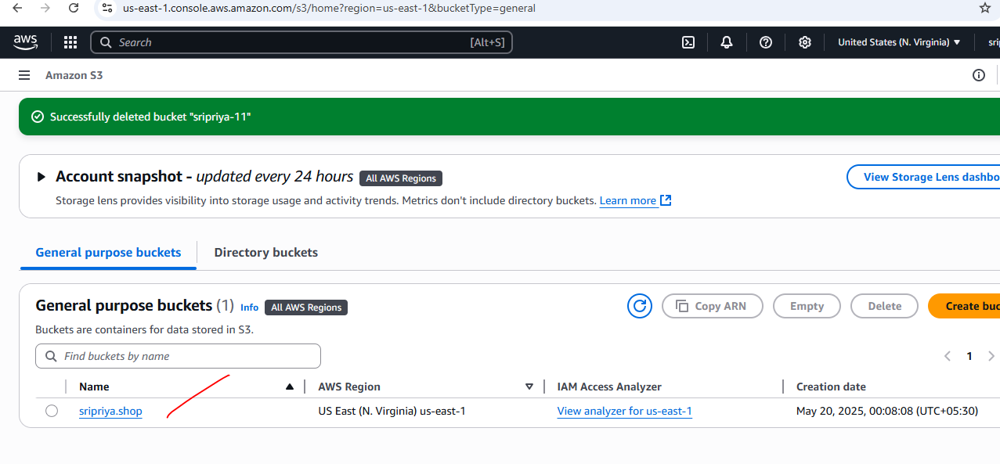 us-east-1.console.aws.amazon.com/s3/home?region=us-east-1&bucketType=general
aws Search [Alt+S] United States (N. Virginia) ▼
Amazon S3
Successfully deleted bucket "sripriya-11"
Account snapshot - updated every 24 hours All AWS Regions View Storage Lens
Storage lens provides visibility into storage usage and activity trends. Metrics don't include directory buckets. Learn more
General purpose buckets Directory buckets
General purpose buckets (1) Info All AWS Regions Copy ARN Empty Delete Create
Buckets are containers for data stored in S3.
Find buckets by name 1
Name AWS Region IAM Access Analyzer Creation date
sripriya.shop US East (N. Virginia) us-east-1 View analyzer for us-east-1 May 20, 2025, 00:08:08 (UTC+05:30)